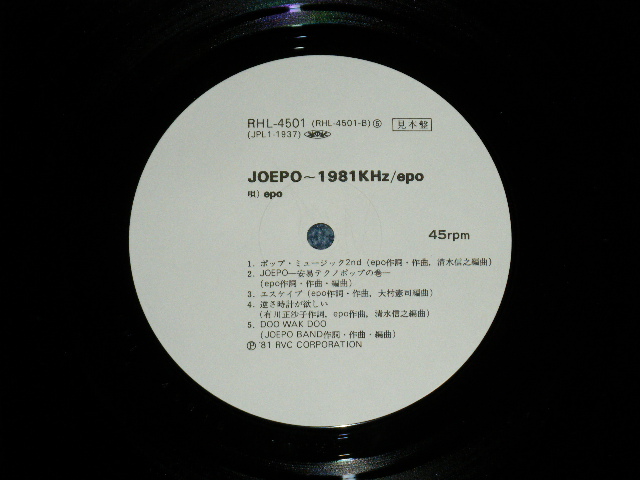 RHL-4501 (RHL-4501-B) Ⓢ 見本盤
(JPL1-1937)
JOEPO～1981KHz/epo
唄) epo
45rpm
1. ポップ・ミュージック2nd (epo作詞・作曲, 清水信之編曲)
2. JOEPO—安易テクノポップの巻—
(epo作詞・作曲・編曲)
3. エスケイプ (epo作詞・作曲, 大村憲司編曲)
4. 遅き時計が欲しい
(有川正沙子作詞, epo作曲, 清水信之編曲)
5. DOO WAK DOO
(JOEPO BAND作詞・作曲・編曲)
Ⓟ '81 RVC CORPORATION